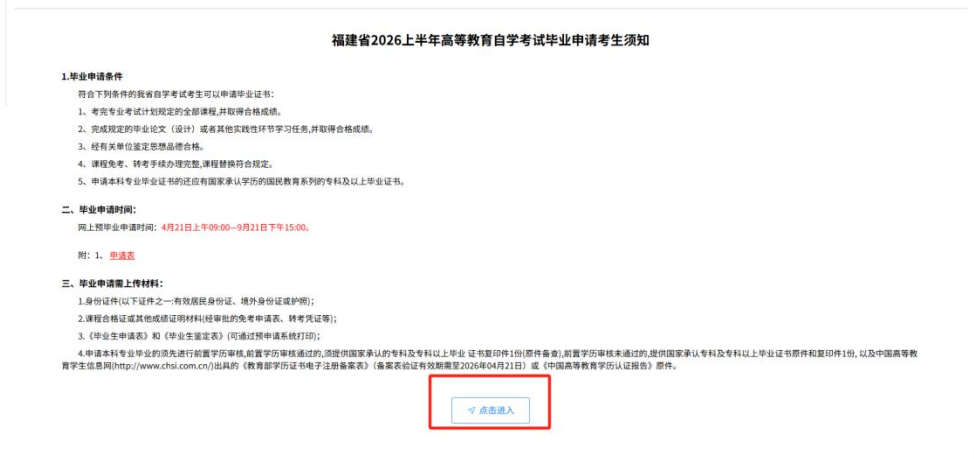 福建省2026上半年高等教育自学考试毕业申请考生须知
1.毕业申请条件
符合下列条件的我省自学考试考生可以申请毕业证书：
1、考完专业考试计划规定的全部课程,并取得合格成绩。
2、完成规定的毕业论文（设计）或者其他实践性环节学习任务,并取得合格成绩。
3、经有关单位鉴定思想品德合格。
4、课程免考、转考手续办理完整,课程替换符合规定。
5、申请本科专业毕业证书的还应有国家承认学历的国民教育系列的专科及以上毕业证书。
二、毕业申请时间：
网上预毕业申请时间：4月21日上午09:00—9月21日下午15:00。
附：1、 申请表
三、毕业申请需上传材料：
1.身份证件(以下证件之一:有效居民身份证、境外身份证或护照)；
2.课程合格证或其他成绩证明材料(经审批的免考申请表、转考凭证等)；
3.《毕业生申请表》和《毕业生鉴定表》(可通过预申请系统打印)；
4.申请本科专业毕业的须先进行前置学历审核,前置学历审核通过的,须提供国家承认的专科及专科以上毕业 证书复印件1份(原件备查),前置学历审核未通过的,提供国家承认专科及专科以上毕业证书原件和复印件1份, 以及中国高等教
育学生信息网(http://www.chsi.com.cn/)出具的《教育部学历证书电子注册备案表》（备案表验证有效期需至2026年04月21日）或《中国高等教育学历认证报告》原件。
点击进入